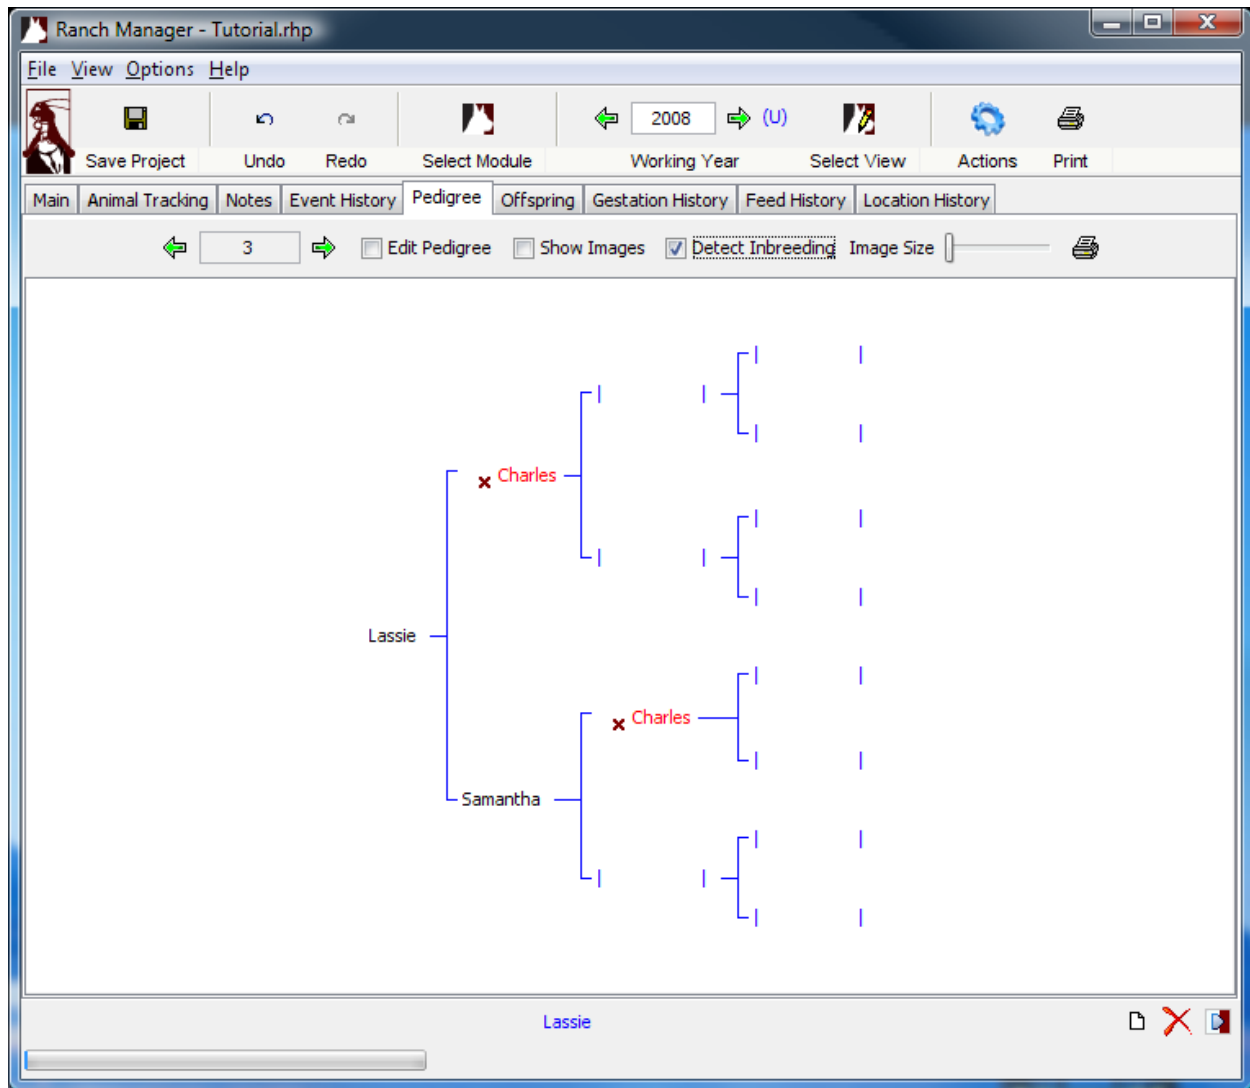 Ranch Manager - Tutorial.rhp
File View Options Help
2008 (U)
Save Project Undo Redo Select Module Working Year Select View Actions Print
Main Animal Tracking Notes Event History Pedigree Offspring Gestation History Feed History Location History
3 Edit Pedigree Show Images Detect Inbreeding Image Size
Charles
Lassie
Charles
Samantha
Lassie